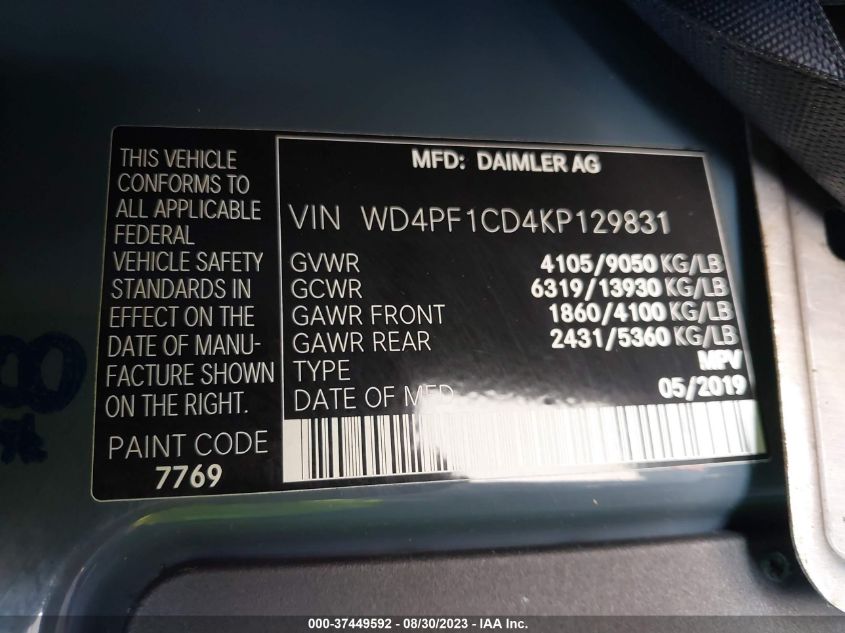 THIS VEHICLE
CONFORMS TO
ALL APPLICABLE
FEDERAL
VEHICLE SAFETY
STANDARDS IN
EFFECT ON THE
DATE OF MANU-
FACTURE SHOWN
ON THE RIGHT.
PAINT CODE
7769
MFD: DAIMLER AG
VIN WD4PF1CD4KP129831
GVWR 4105/9050 KG/LB
GCWR 6319/13930 KG/LB
GAWR FRONT 1860/4100 KG/LB
GAWR REAR 2431/5360 KG/LB
TYPE MPV
DATE OF MFD 05/2019
000-37449592 - 08/30/2023 - IAA Inc.